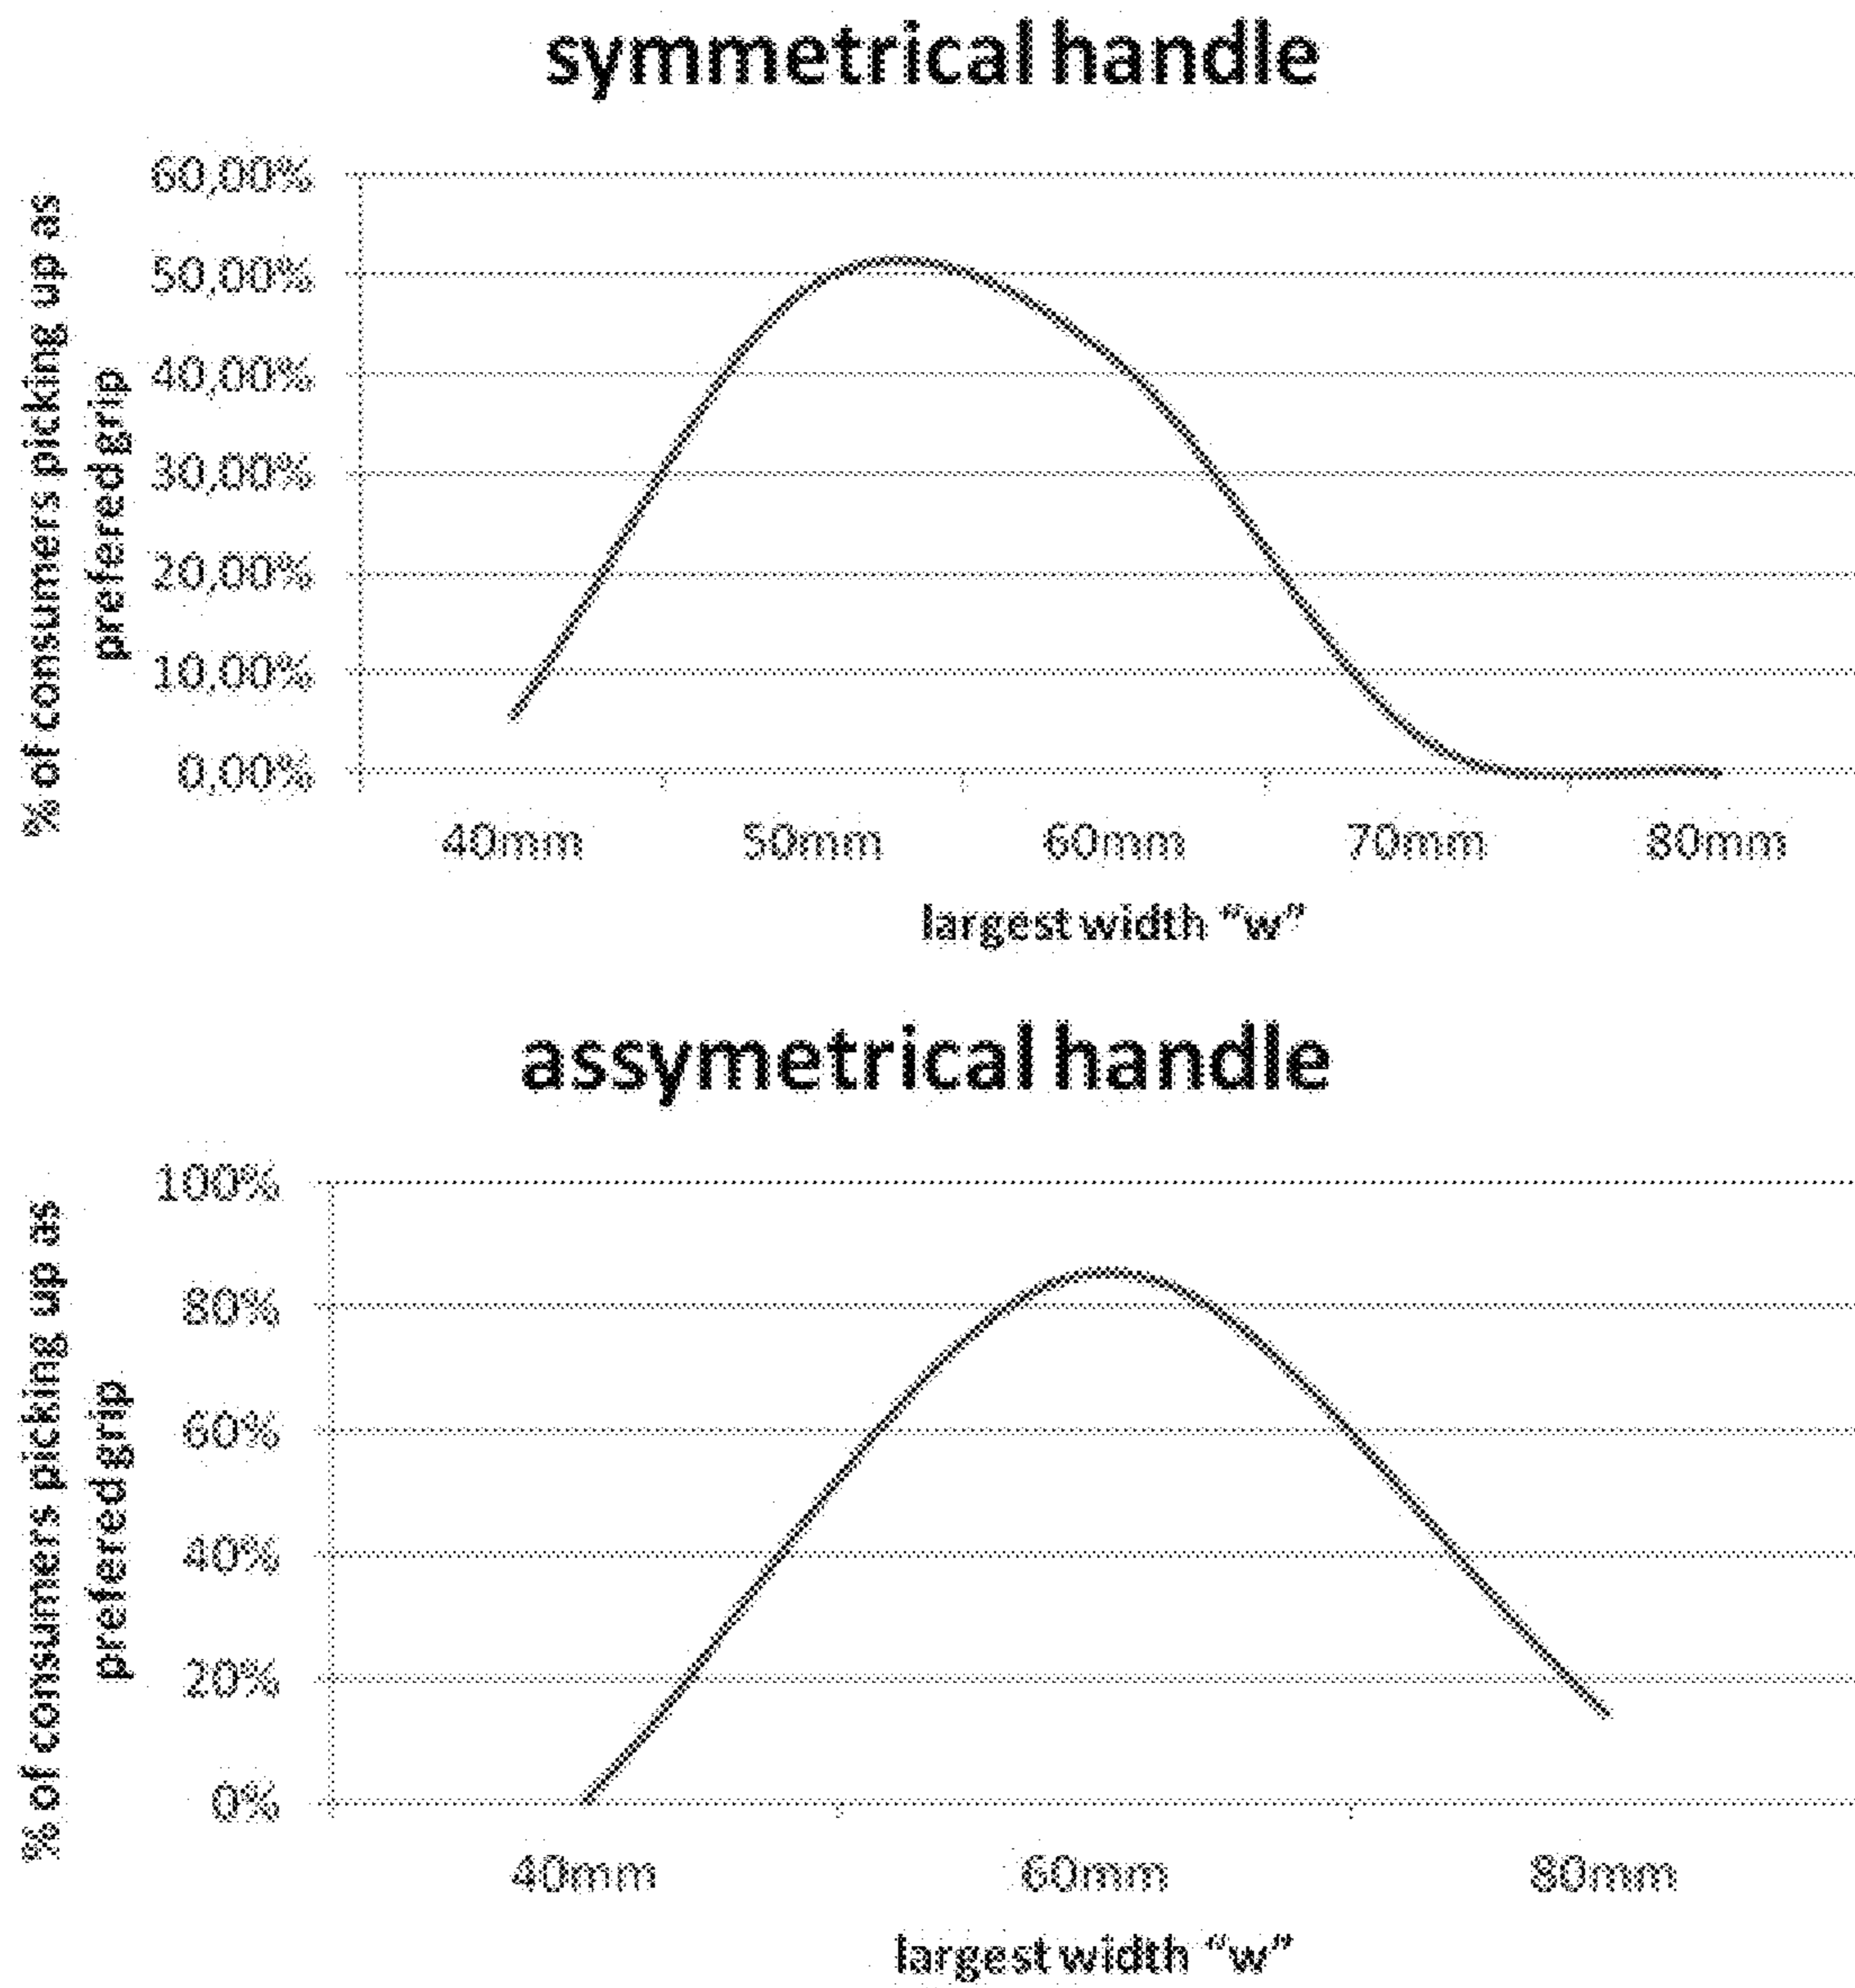 symmetrical handle
% of consumers picking up as
prefered grip
60,00%
50,00%
40,00%
30,00%
20,00%
10,00%
0,00%
40mm 50mm 60mm 70mm 80mm
largest width “w”
assymetrical handle
% of consumers picking up as
prefered grip
100%
80%
60%
40%
20%
0%
40mm 60mm 80mm
largest width “w”